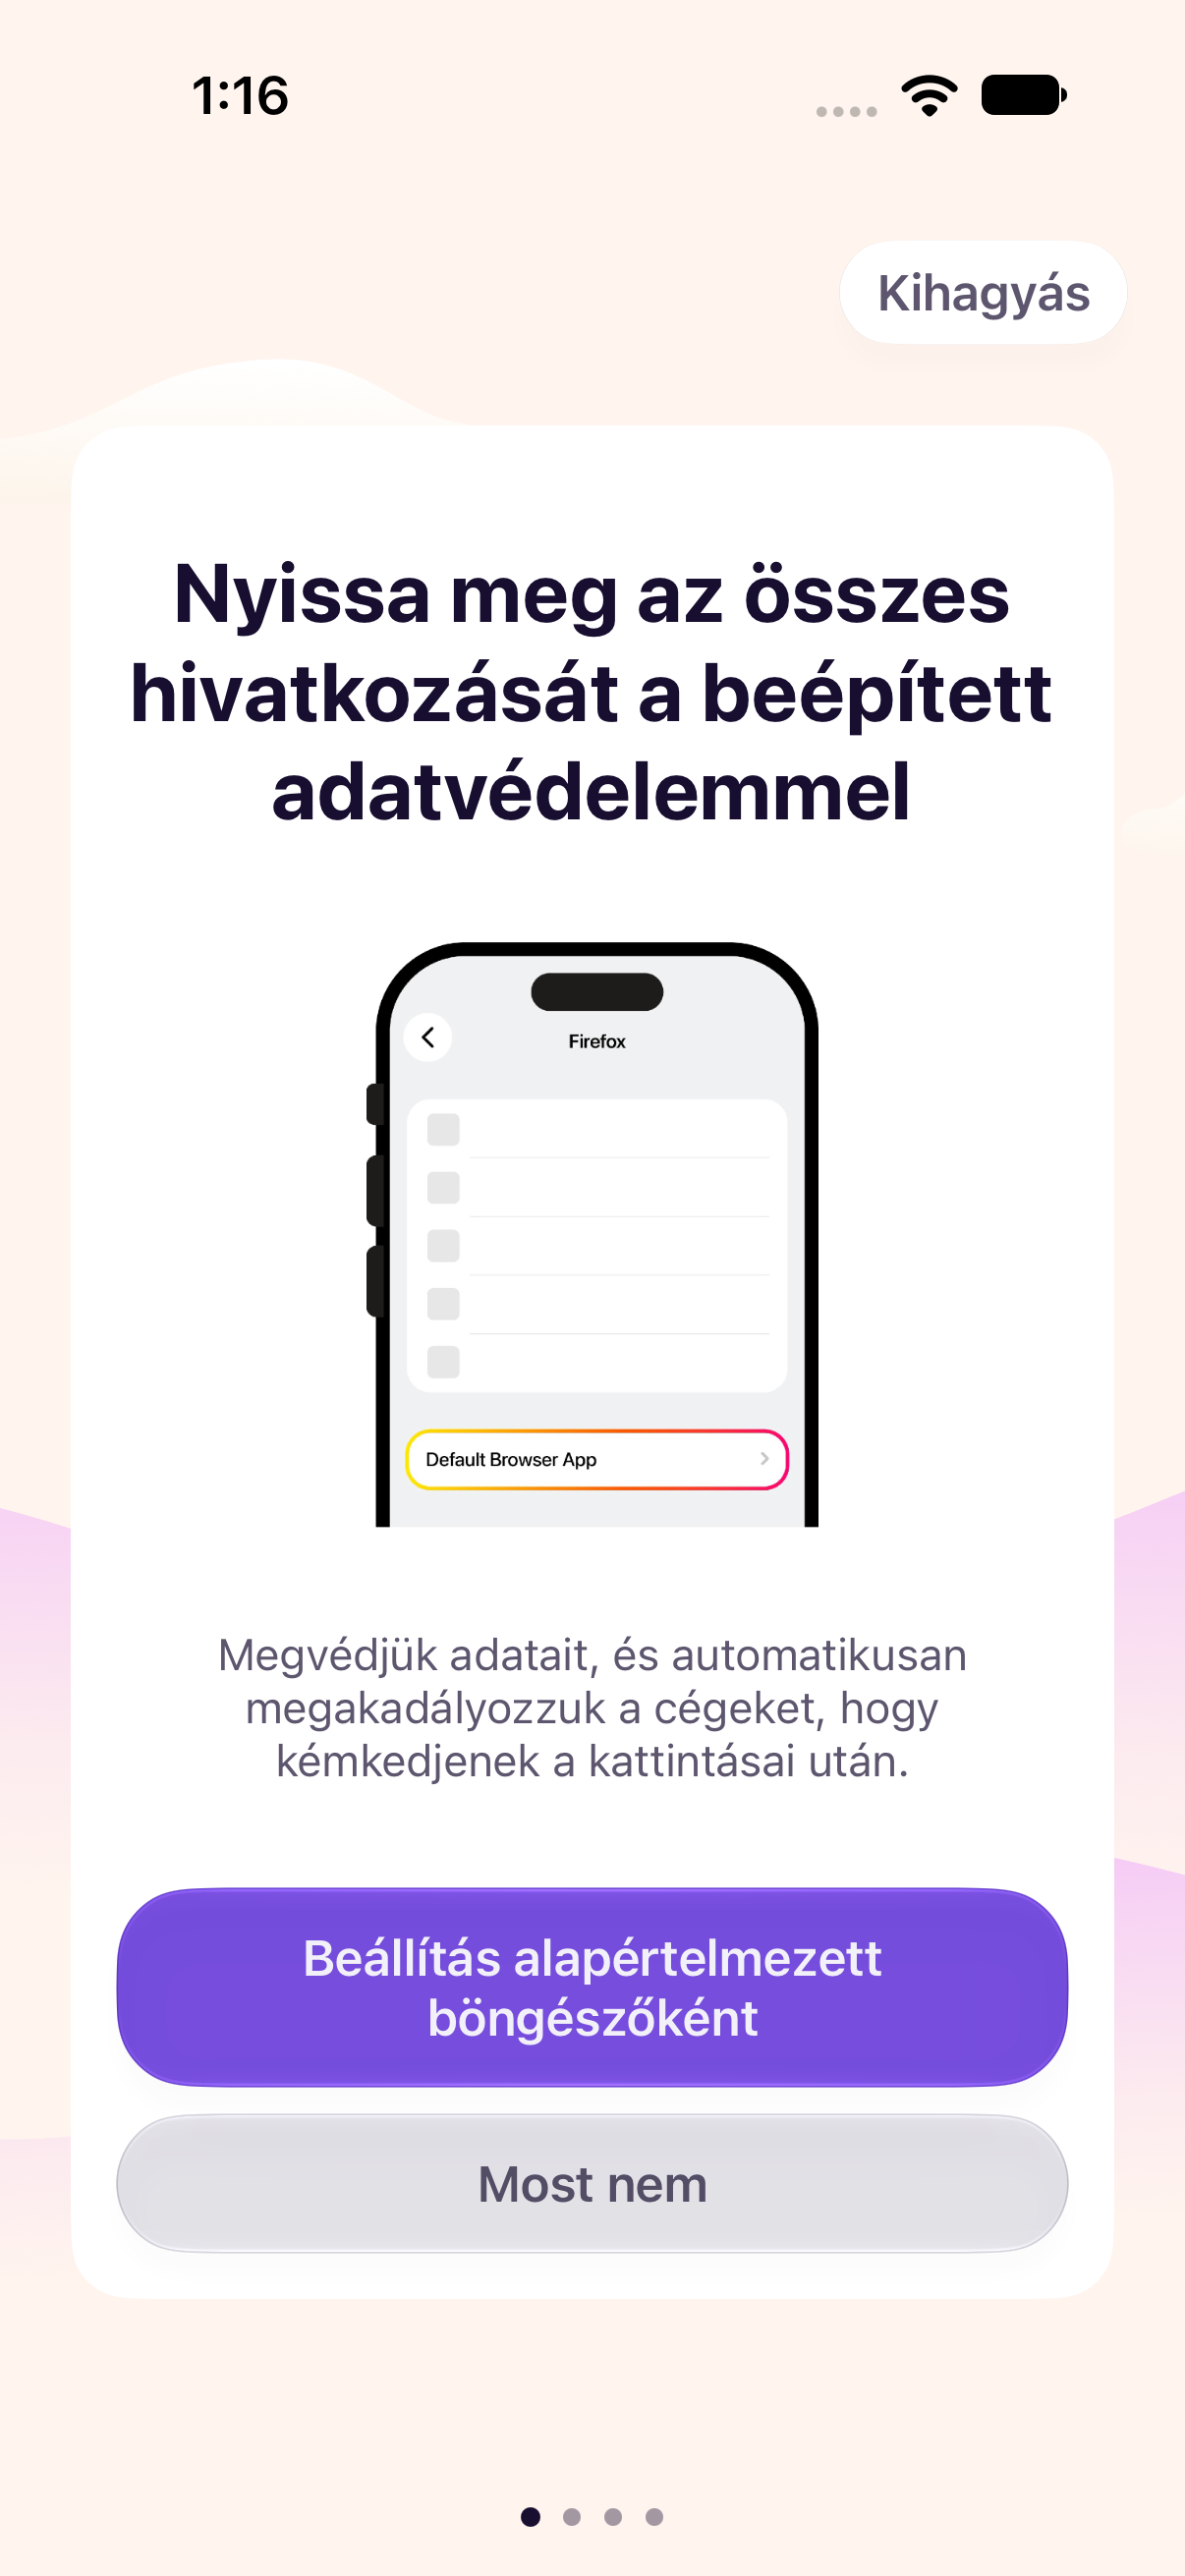 1:16
Kihagyás
Nyissa meg az összes
hivatkozását a beépített
adatvédelemmel
Firefox
Default Browser App
Megvédjük adatait, és automatikusan
megakadályozzuk a cégeket, hogy
kémkedjenek a kattintásai után.
Beállítás alapértelmezett
böngészőként
Most nem